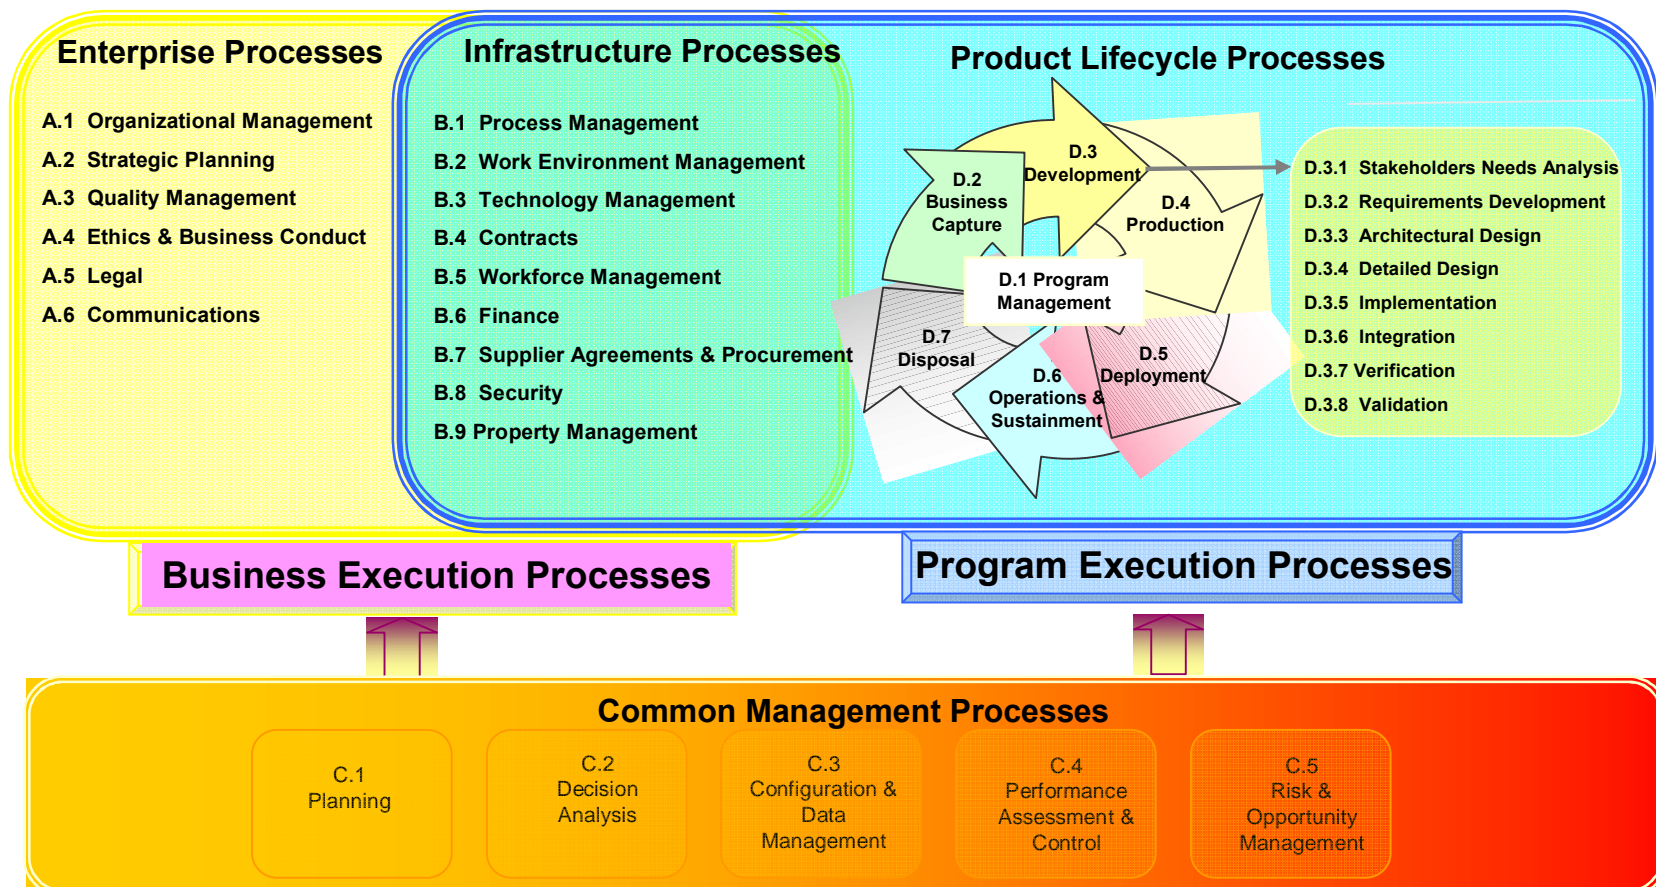 Enterprise Processes
A.1 Organizational Management
A.2 Strategic Planning
A.3 Quality Management
A.4 Ethics & Business Conduct
A.5 Legal
A.6 Communications
Infrastructure Processes
B.1 Process Management
B.2 Work Environment Management
B.3 Technology Management
B.4 Contracts
B.5 Workforce Management
B.6 Finance
B.7 Supplier Agreements & Procurement
B.8 Security
B.9 Property Management
Product Lifecycle Processes
D.1 Program
Management
D.2
Business
Capture
D.3
Development
D.4
Production
D.5
Deployment
D.6
Operations &
Sustainment
D.7
Disposal
D.3.1 Stakeholders Needs Analysis
D.3.2 Requirements Development
D.3.3 Architectural Design
D.3.4 Detailed Design
D.3.5 Implementation
D.3.6 Integration
D.3.7 Verification
D.3.8 Validation
Business Execution Processes
Program Execution Processes
Common Management Processes
C.1
Planning
C.2
Decision
Analysis
C.3
Configuration &
Data
Management
C.4
Performance
Assessment &
Control
C.5
Risk &
Opportunity
Management